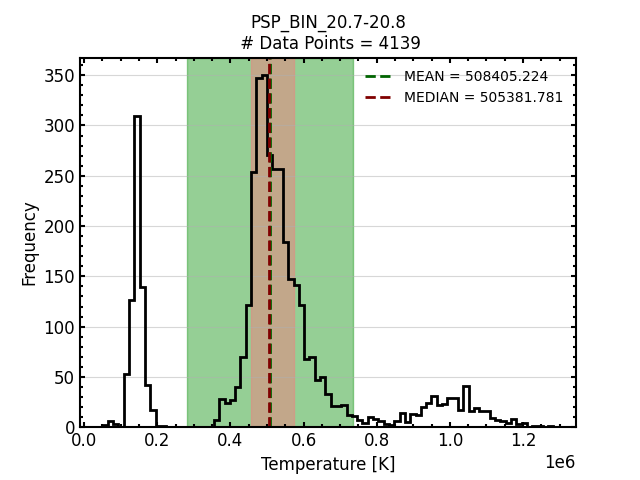 PSP_BIN_20.7-20.8
# Data Points = 4139
MEAN = 508405.224
MEDIAN = 505381.781
350
300
250
200
150
100
50
0
Frequency
0.0 0.2 0.4 0.6 0.8 1.0 1.2
Temperature [K]
1e6